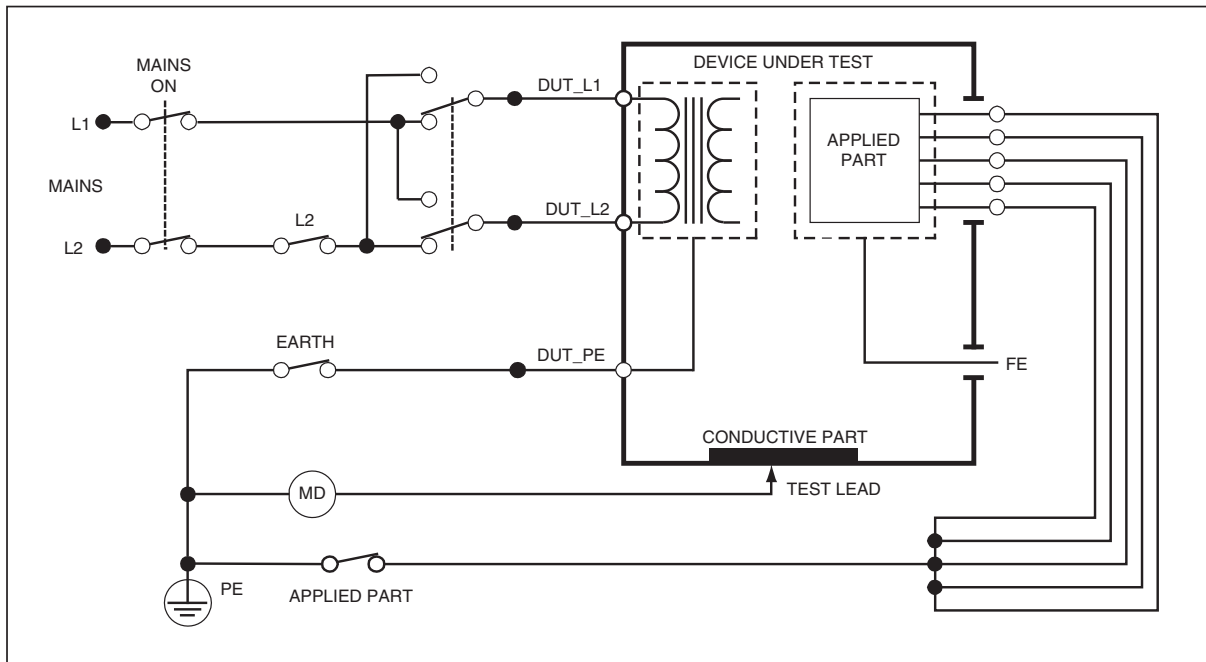 MAINS
ON
L1
MAINS
L2
L2
DUT_L1
DUT_L2
DEVICE UNDER TEST
APPLIED
PART
EARTH
DUT_PE
FE
CONDUCTIVE PART
MD
TEST LEAD
PE
APPLIED PART